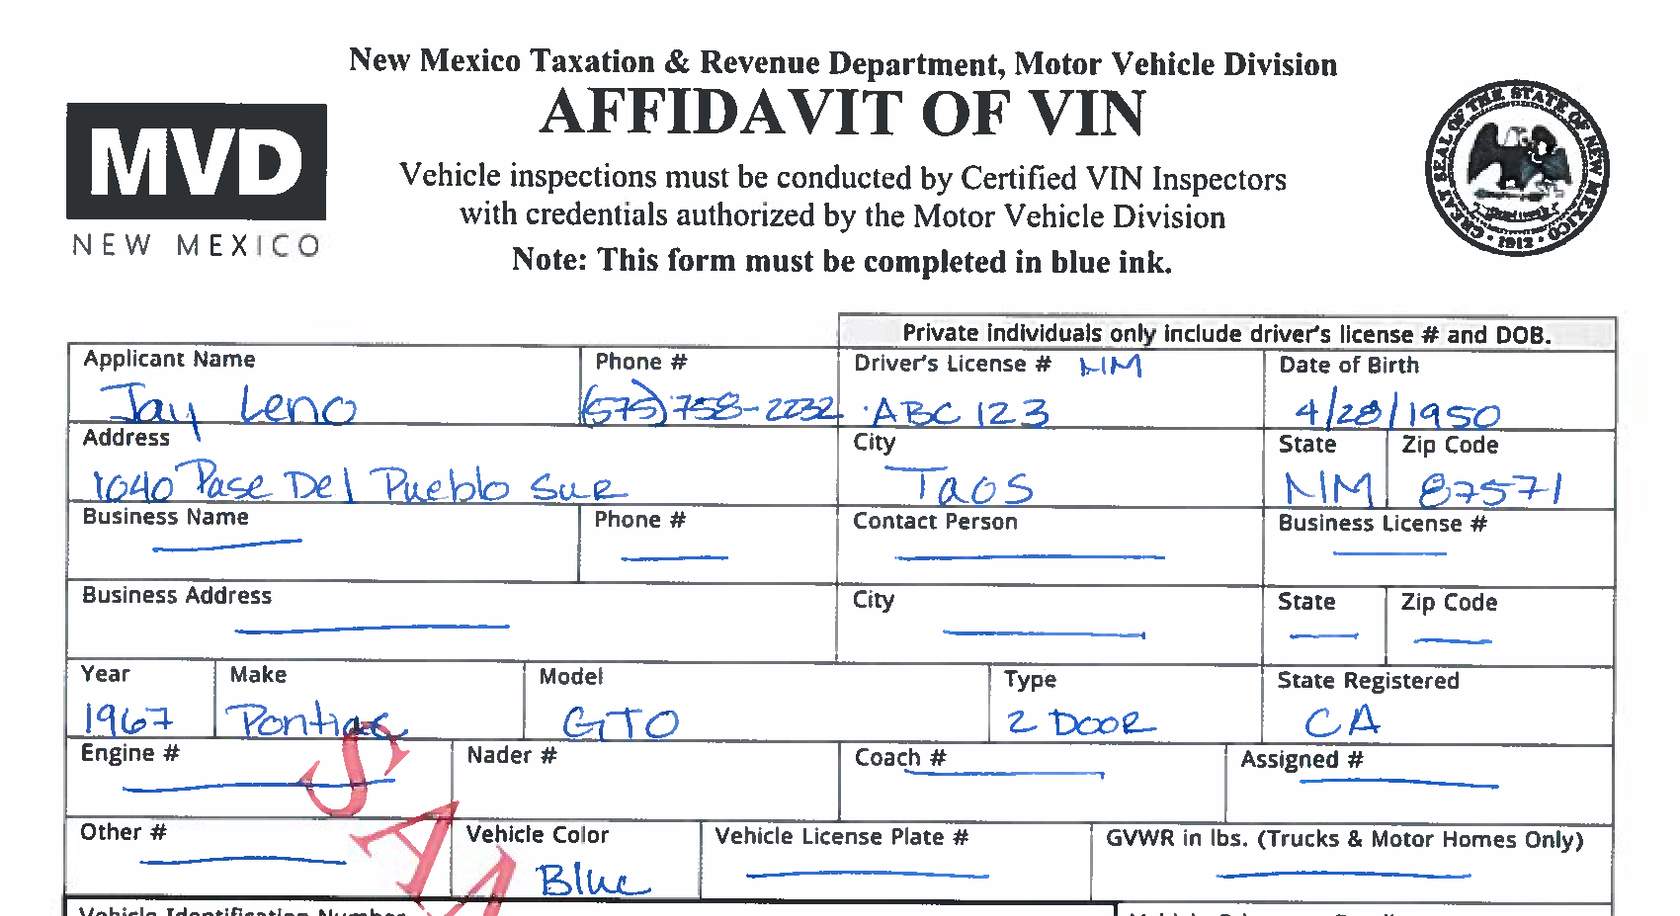 New Mexico Taxation & Revenue Department, Motor Vehicle Division
AFFIDAVIT OF VIN
MVD
NEW MEXICO
Vehicle inspections must be conducted by Certified VIN Inspectors
with credentials authorized by the Motor Vehicle Division
Note: This form must be completed in blue ink.
GREAT SEAL OF THE STATE OF NEW MEXICO
1912
Private individuals only include driver's license # and DOB.
Applicant Name Phone # Driver's License # NM Date of Birth
Jay Leno (575) 758-2232 ABC 123 4/28/1950
Address City State Zip Code
1040 Pase Del Pueblo Sur Taos NM 87571
Business Name Phone # Contact Person Business License #
Business Address City State Zip Code
Year Make Model Type State Registered
1967 Pontiac GTO 2 DOOR CA
Engine # Nader # Coach # Assigned #
Other # Vehicle Color Vehicle License Plate # GVWR in lbs. (Trucks & Motor Homes Only)
Blue
SAM
Vehicle Identification Number